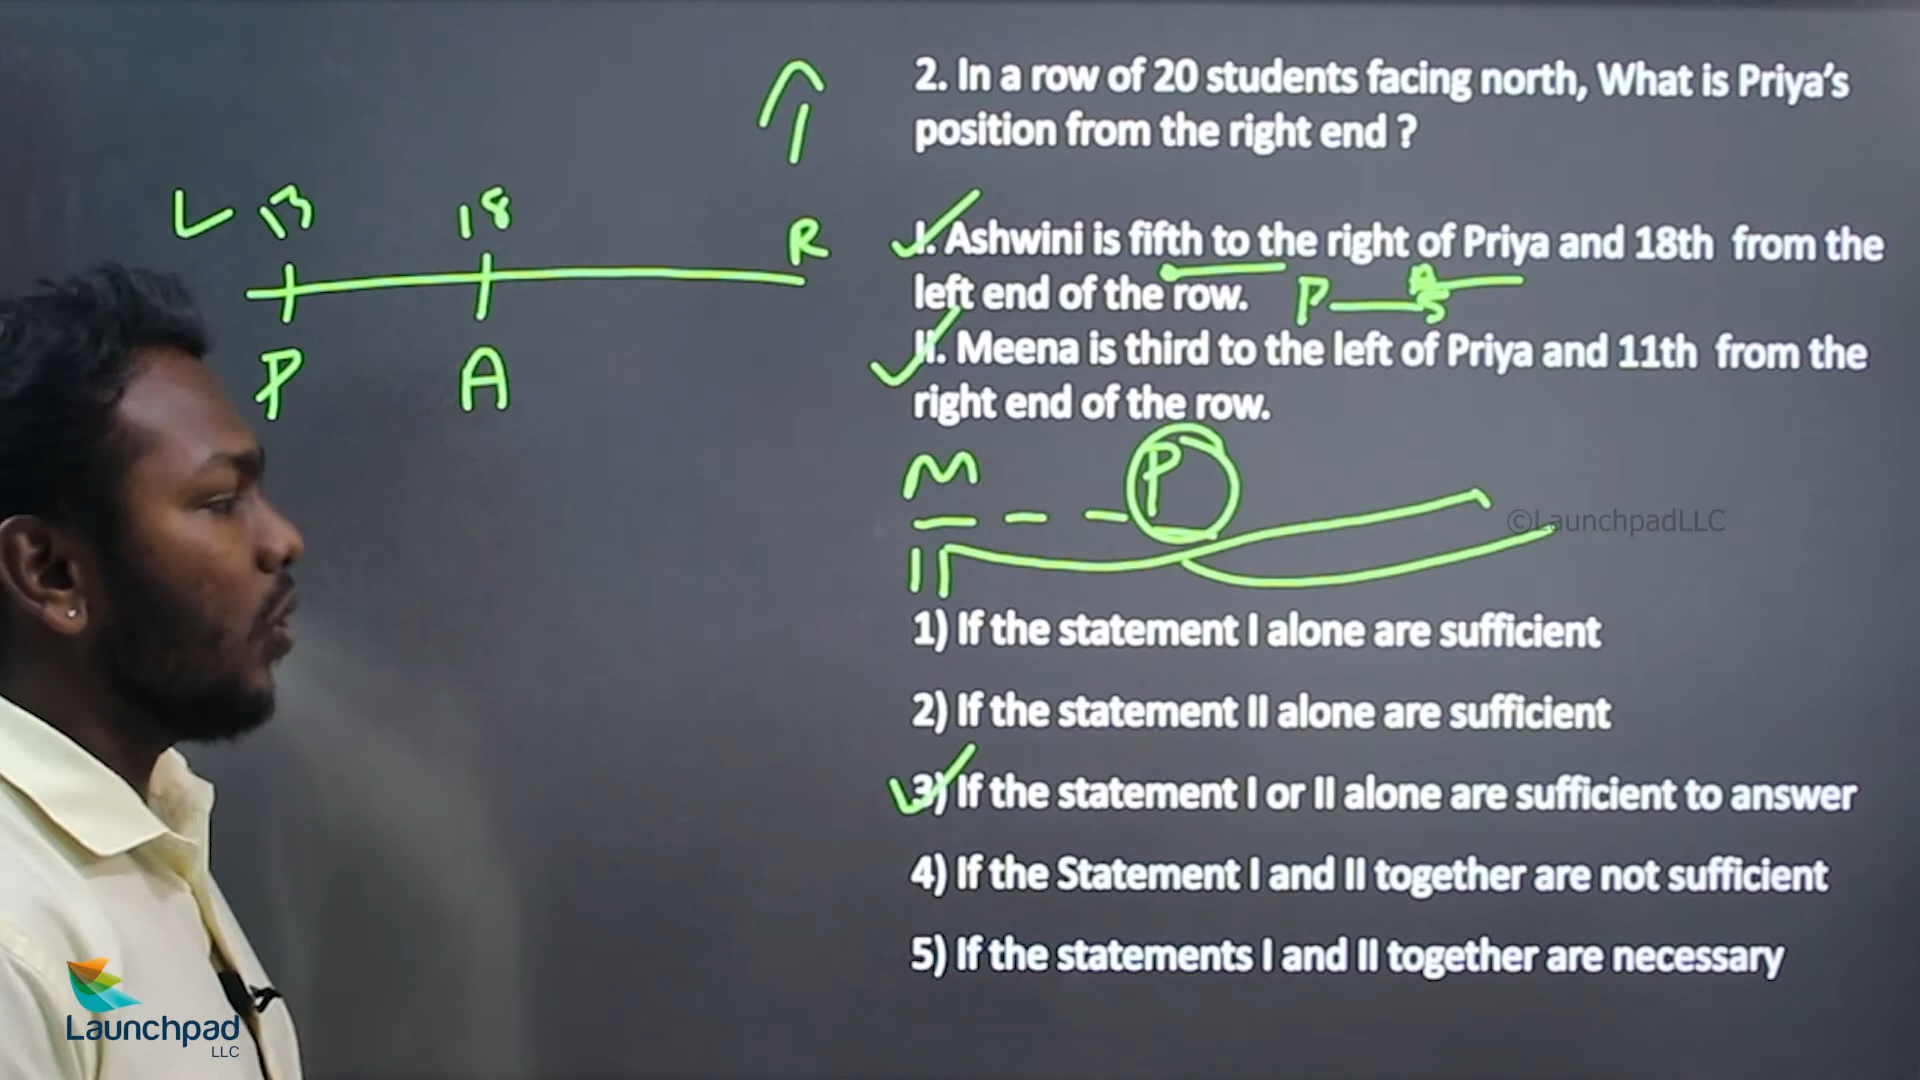 2. In a row of 20 students facing north, What is Priya's
position from the right end ?
L 13 18 R
I. Ashwini is fifth to the right of Priya and 18th from the
left end of the row. P A 5
P A
II. Meena is third to the left of Priya and 11th from the
right end of the row.
M P
11
©LaunchpadLLC
1) If the statement I alone are sufficient
2) If the statement II alone are sufficient
3) If the statement I or II alone are sufficient to answer
4) If the Statement I and II together are not sufficient
5) If the statements I and II together are necessary
Launchpad
LLC